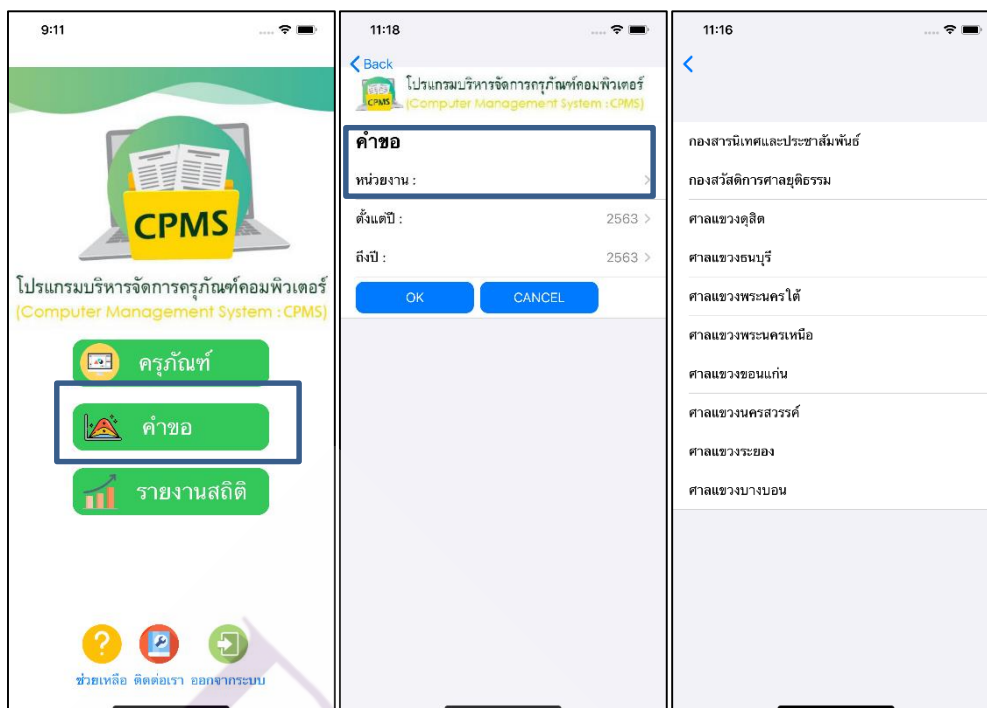 9:11
CPMS
โปรแกรมบริหารจัดการครุภัณฑ์คอมพิวเตอร์
(Computer Management System : CPMS)
ครุภัณฑ์
คำขอ
รายงานสถิติ
ช่วยเหลือ ติดต่อเรา ออกจากระบบ
11:18
Back
CPMS
โปรแกรมบริหารจัดการครุภัณฑ์คอมพิวเตอร์
(Computer Management System : CPMS)
คำขอ
หน่วยงาน :
ตั้งแต่ปี : 2563
ถึงปี : 2563
OK CANCEL
11:16
กองสารนิเทศและประชาสัมพันธ์
กองสวัสดิการศาลยุติธรรม
ศาลแขวงดุสิต
ศาลแขวงธนบุรี
ศาลแขวงพระนครใต้
ศาลแขวงพระนครเหนือ
ศาลแขวงขอนแก่น
ศาลแขวงนครสวรรค์
ศาลแขวงระยอง
ศาลแขวงบางบอน